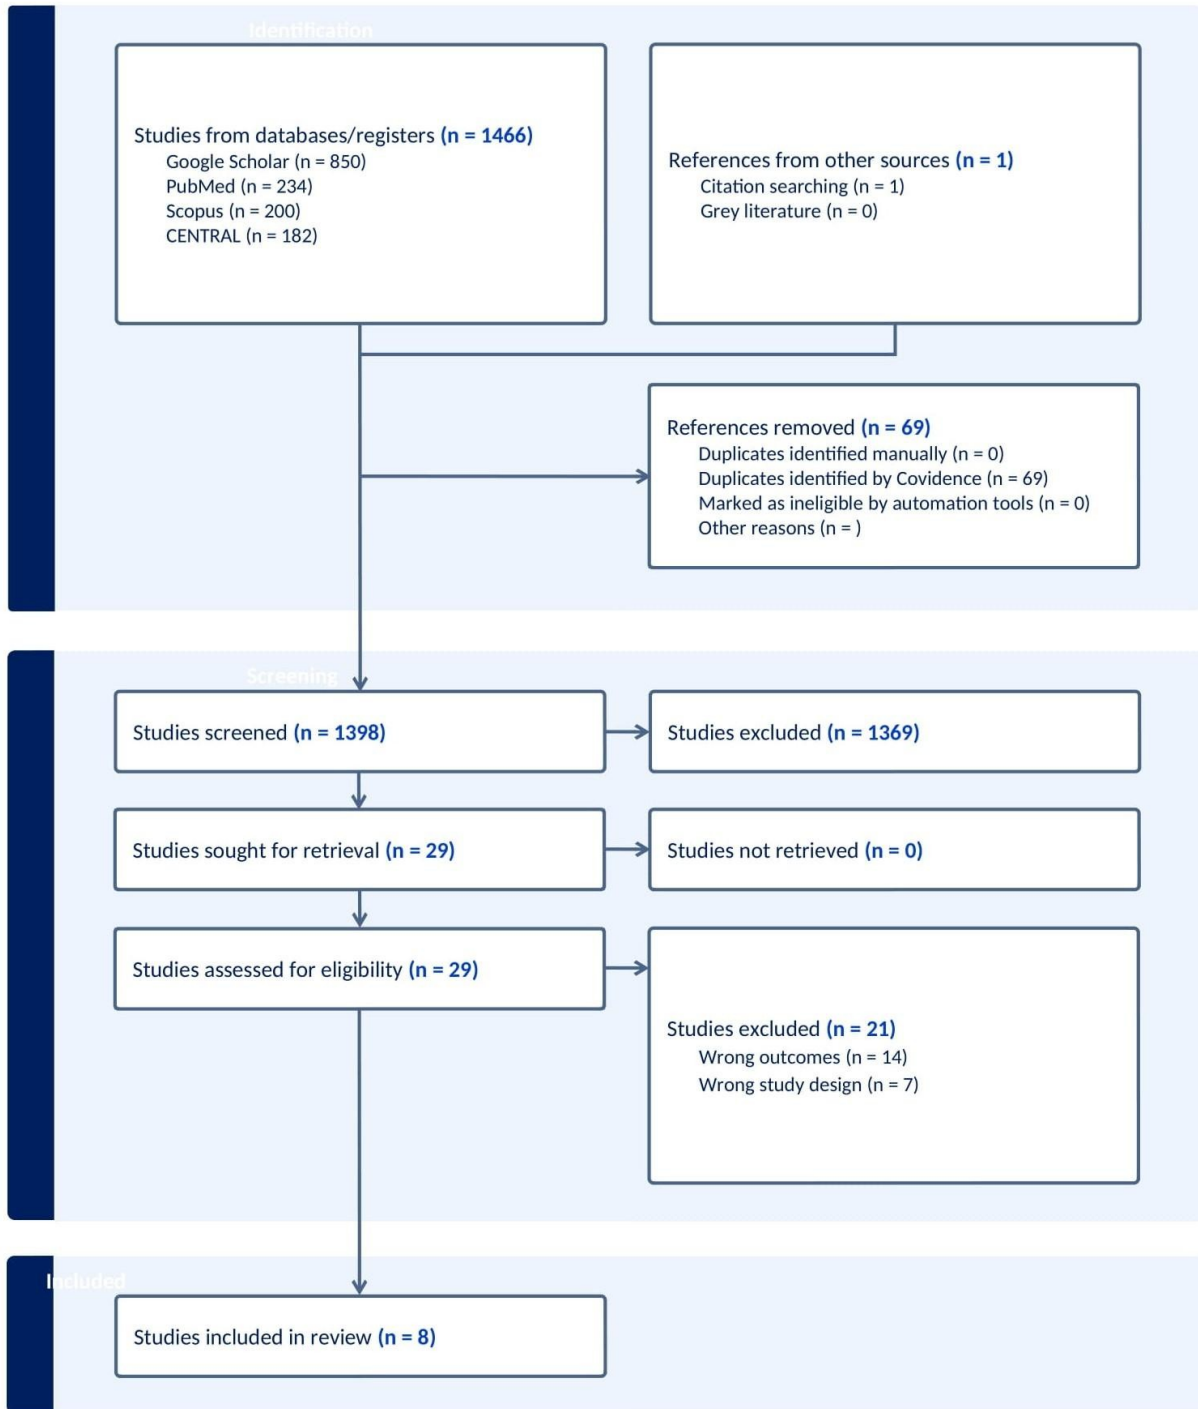 Identification
Studies from databases/registers (n = 1466)
Google Scholar (n = 850)
PubMed (n = 234)
Scopus (n = 200)
CENTRAL (n = 182)
References from other sources (n = 1)
Citation searching (n = 1)
Grey literature (n = 0)
References removed (n = 69)
Duplicates identified manually (n = 0)
Duplicates identified by Covidence (n = 69)
Marked as ineligible by automation tools (n = 0)
Other reasons (n = )
Screening
Studies screened (n = 1398)
Studies excluded (n = 1369)
Studies sought for retrieval (n = 29)
Studies not retrieved (n = 0)
Studies assessed for eligibility (n = 29)
Studies excluded (n = 21)
Wrong outcomes (n = 14)
Wrong study design (n = 7)
Included
Studies included in review (n = 8)